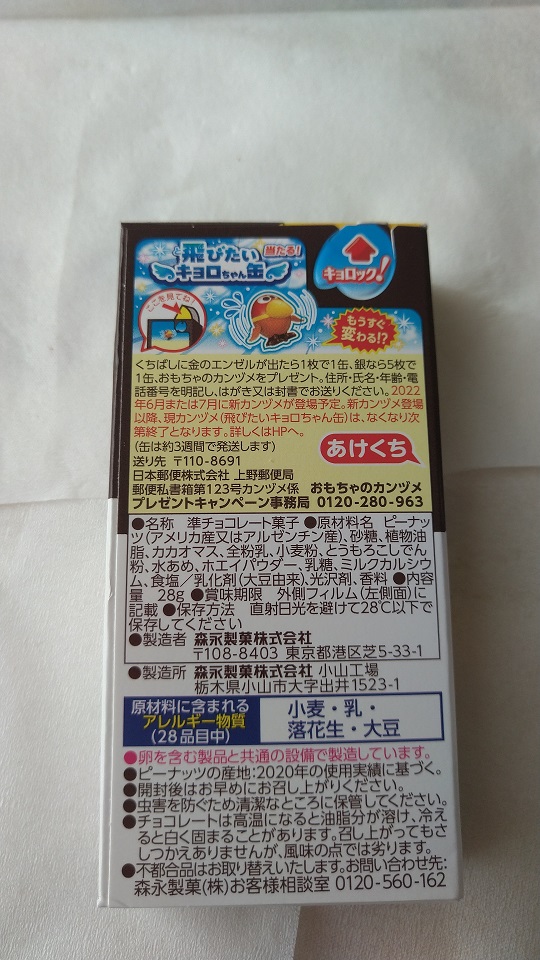 飛びたい
キョロちゃん缶
当たる!
キョロック!
ここを見てね!
もうすぐ
変わる!?
くちばしに金のエンゼルが出たら1枚で1缶、銀なら5枚で
1缶、おもちゃのカンヅメをプレゼント。住所・氏名・年齢・電
話番号を明記し、はがき又は封書でお送りください。2022
年6月または7月に新カンヅメが登場予定。新カンヅメ登場
以降、現カンヅメ(飛びたいキョロちゃん缶)は、なくなり次
第終了となります。詳しくはHPへ。
(缶は約3週間で発送します)
あけくち
送り先 〒110-8691
日本郵便株式会社 上野郵便局
郵便私書箱第123号カンヅメ係 おもちゃのカンヅメ
プレゼントキャンペーン事務局 0120-280-963
●名称 準チョコレート菓子 ●原材料名 ピーナッ
ツ(アメリカ産又はアルゼンチン産)、砂糖、植物油
脂、カカオマス、全粉乳、小麦粉、とうもろこしでん
粉、水あめ、ホエイパウダー、乳糖、ミルクカルシウ
ム、食塩/乳化剤(大豆由来)、光沢剤、香料 ●内容
量 28g ●賞味期限 外側フィルム(左側面)に
記載 ●保存方法 直射日光を避けて28℃以下で
保存してください
●製造者 森永製菓株式会社
〒108-8403 東京都港区芝5-33-1
●製造所 森永製菓株式会社 小山工場
栃木県小山市大字出井1523-1
原材料に含まれる
アレルギー物質
(28品目中)
小麦・乳・
落花生・大豆
●卵を含む製品と共通の設備で製造しています。
●ピーナッツの産地:2020年の使用実績に基づく。
●開封後はお早めにお召し上がりください。
●虫害を防ぐため清潔なところに保管してください。
●チョコレートは高温になると油脂分が溶け、冷え
ると白く固まることがあります。召し上がってもさ
しつかえありませんが、風味の点では劣ります。
●不都合品はお取替えいたします。お問い合わせ先:
森永製菓(株)お客様相談室 0120-560-162